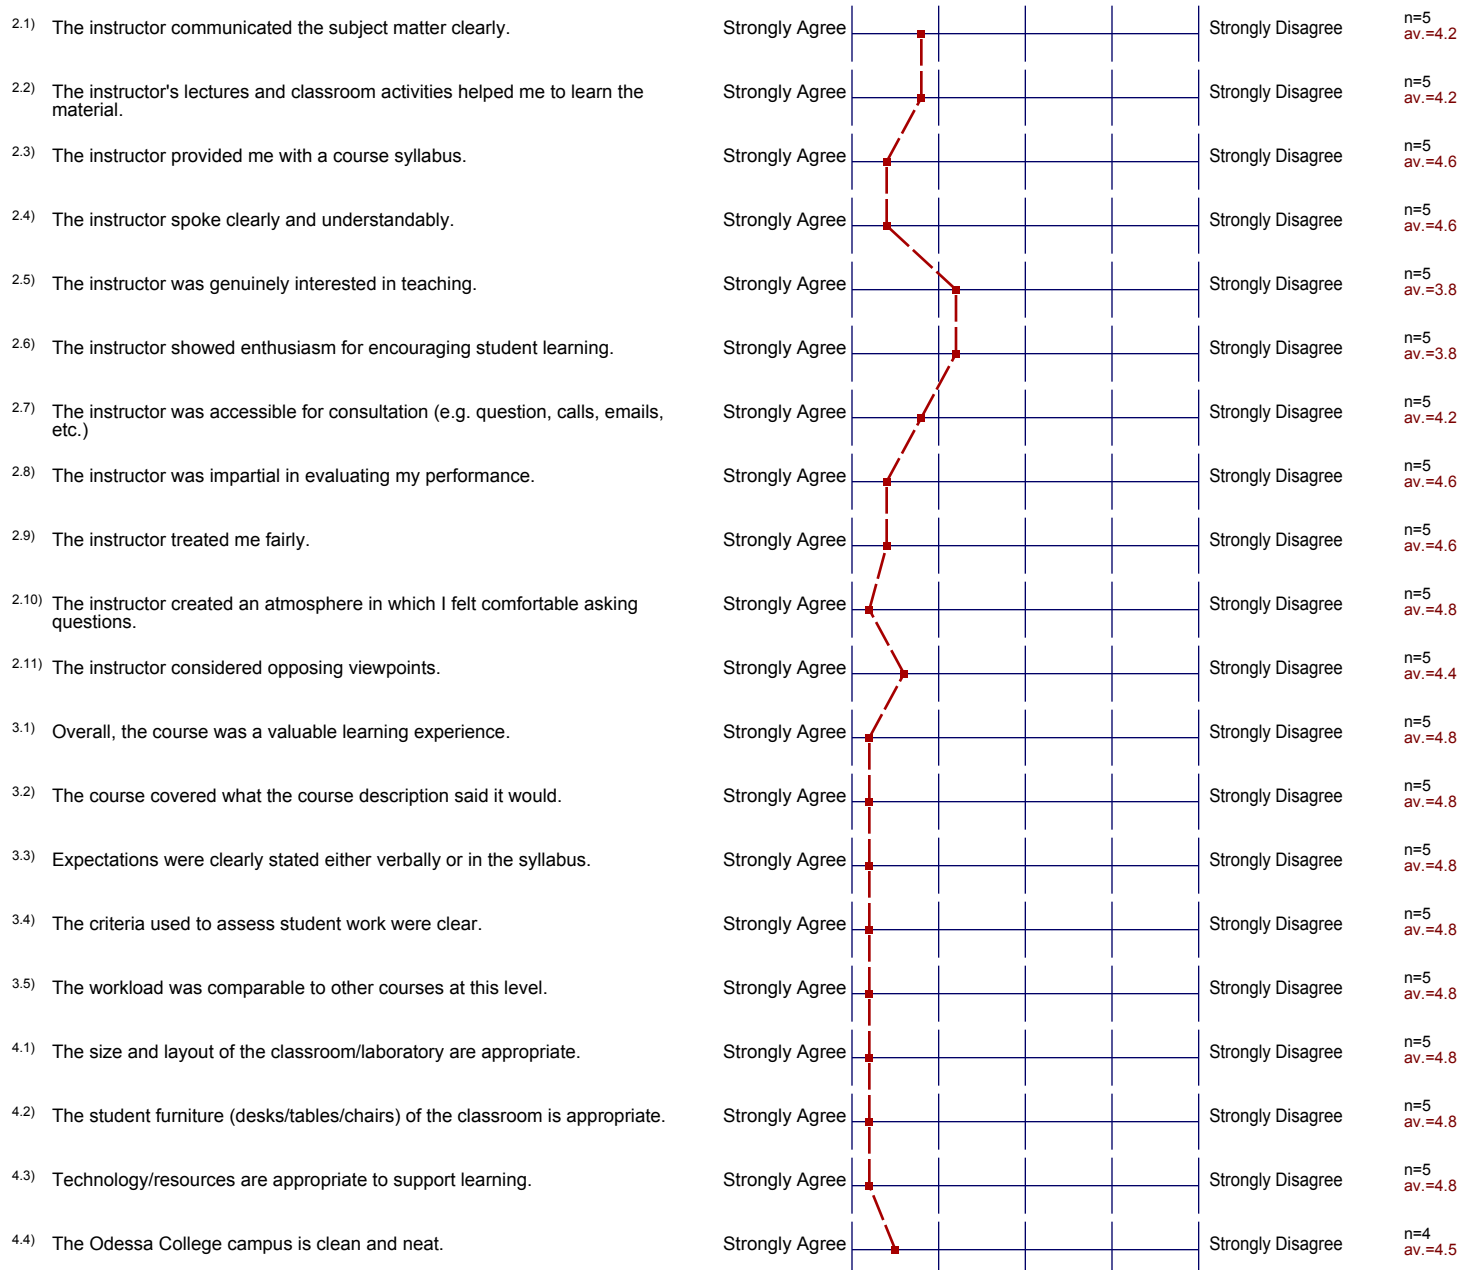 2.1) The instructor communicated the subject matter clearly. Strongly Agree Strongly Disagree n=5
av.=4.2
2.2) The instructor's lectures and classroom activities helped me to learn the Strongly Agree Strongly Disagree n=5
material. av.=4.2
2.3) The instructor provided me with a course syllabus. Strongly Agree Strongly Disagree n=5
av.=4.6
2.4) The instructor spoke clearly and understandably. Strongly Agree Strongly Disagree n=5
av.=4.6
2.5) The instructor was genuinely interested in teaching. Strongly Agree Strongly Disagree n=5
av.=3.8
2.6) The instructor showed enthusiasm for encouraging student learning. Strongly Agree Strongly Disagree n=5
av.=3.8
2.7) The instructor was accessible for consultation (e.g. question, calls, emails, Strongly Agree Strongly Disagree n=5
etc.) av.=4.2
2.8) The instructor was impartial in evaluating my performance. Strongly Agree Strongly Disagree n=5
av.=4.6
2.9) The instructor treated me fairly. Strongly Agree Strongly Disagree n=5
av.=4.6
2.10) The instructor created an atmosphere in which I felt comfortable asking Strongly Agree Strongly Disagree n=5
questions. av.=4.8
2.11) The instructor considered opposing viewpoints. Strongly Agree Strongly Disagree n=5
av.=4.4
3.1) Overall, the course was a valuable learning experience. Strongly Agree Strongly Disagree n=5
av.=4.8
3.2) The course covered what the course description said it would. Strongly Agree Strongly Disagree n=5
av.=4.8
3.3) Expectations were clearly stated either verbally or in the syllabus. Strongly Agree Strongly Disagree n=5
av.=4.8
3.4) The criteria used to assess student work were clear. Strongly Agree Strongly Disagree n=5
av.=4.8
3.5) The workload was comparable to other courses at this level. Strongly Agree Strongly Disagree n=5
av.=4.8
4.1) The size and layout of the classroom/laboratory are appropriate. Strongly Agree Strongly Disagree n=5
av.=4.8
4.2) The student furniture (desks/tables/chairs) of the classroom is appropriate. Strongly Agree Strongly Disagree n=5
av.=4.8
4.3) Technology/resources are appropriate to support learning. Strongly Agree Strongly Disagree n=5
av.=4.8
4.4) The Odessa College campus is clean and neat. Strongly Agree Strongly Disagree n=4
av.=4.5